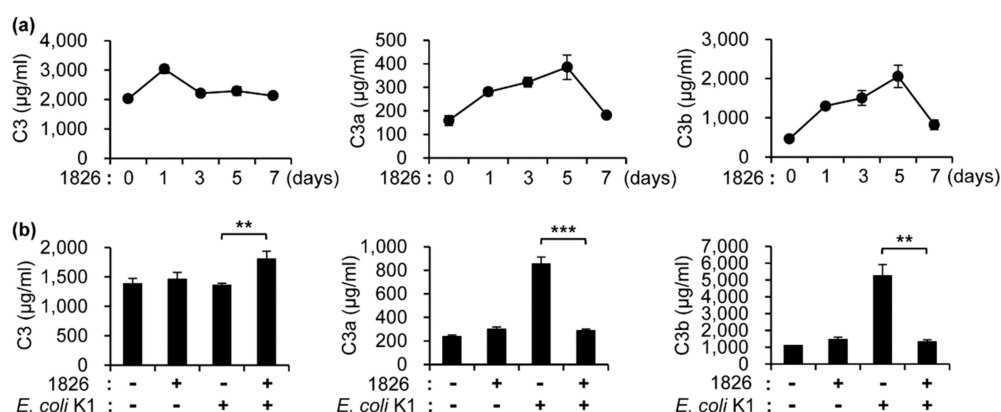 (a)
C3 (µg/ml)
4,000
3,000
2,000
1,000
0
1826 : 0 1 3 5 7 (days)
C3a (µg/ml)
500
400
300
200
100
0
1826 : 0 1 3 5 7 (days)
C3b (µg/ml)
3,000
2,000
1,000
0
1826 : 0 1 3 5 7 (days)
(b)
C3 (µg/ml)
2,000
1,500
1,000
500
0
**
1826 : - + - +
E. coli K1 : - - + +
C3a (µg/ml)
1,000
800
600
400
200
0
***
1826 : - + - +
E. coli K1 : - - + +
C3b (µg/ml)
7,000
6,000
5,000
4,000
3,000
2,000
1,000
0
**
1826 : - + - +
E. coli K1 : - - + +